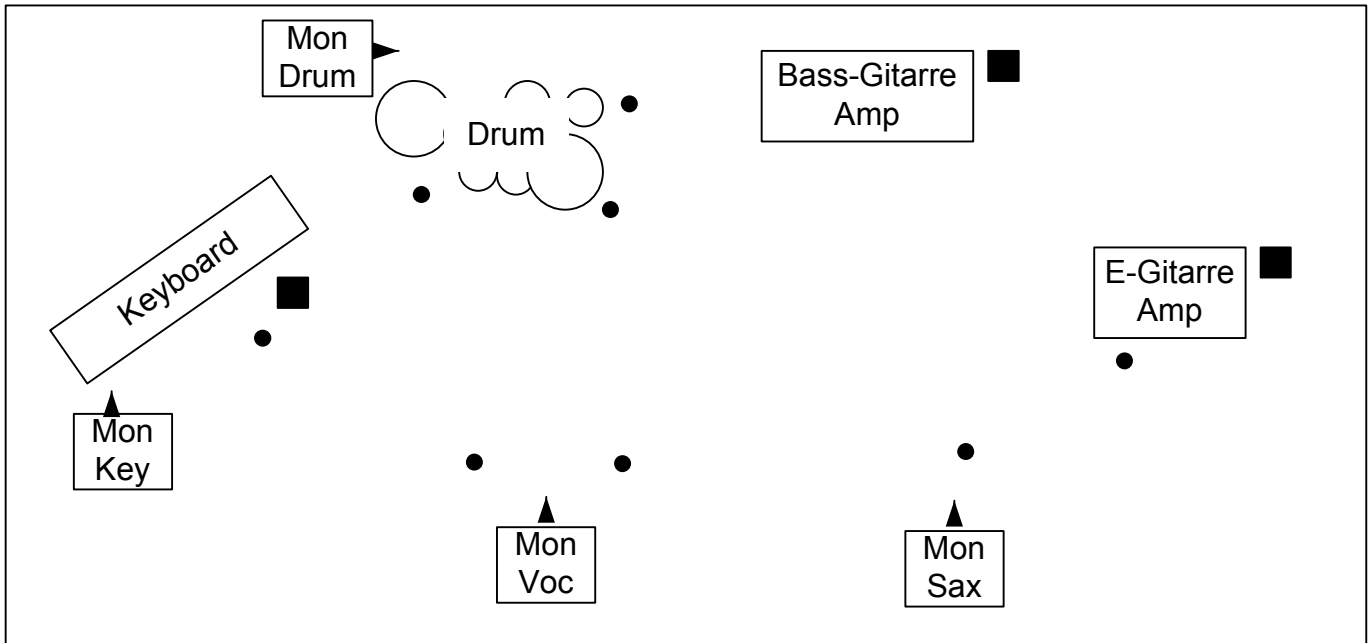 Mon
Drum
Bass-Gitarre
Amp
Drum
Keyboard
E-Gitarre
Amp
Mon
Key
Mon
Voc
Mon
Sax